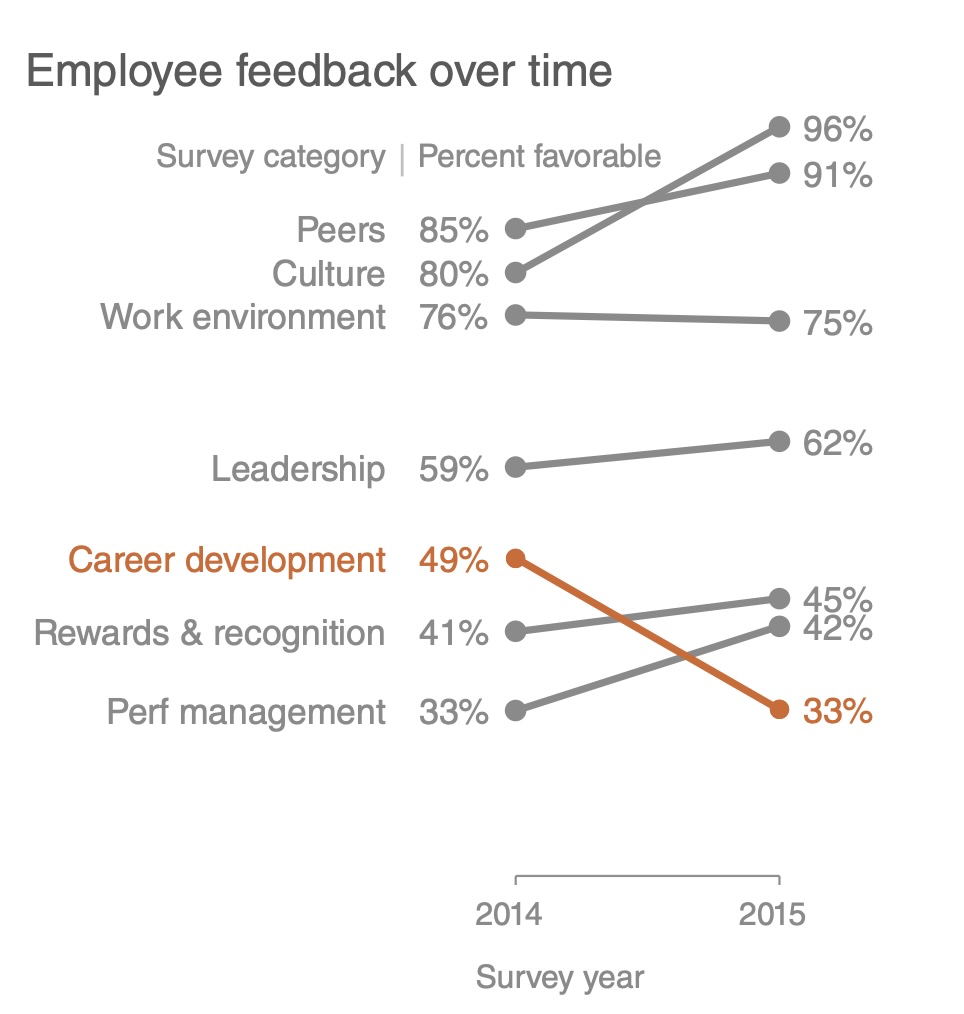 Employee feedback over time
Survey category | Percent favorable
96%
91%
Peers 85%
Culture 80%
Work environment 76% 75%
Leadership 59% 62%
Career development 49%
45%
Rewards & recognition 41% 42%
Perf management 33% 33%
2014 2015
Survey year